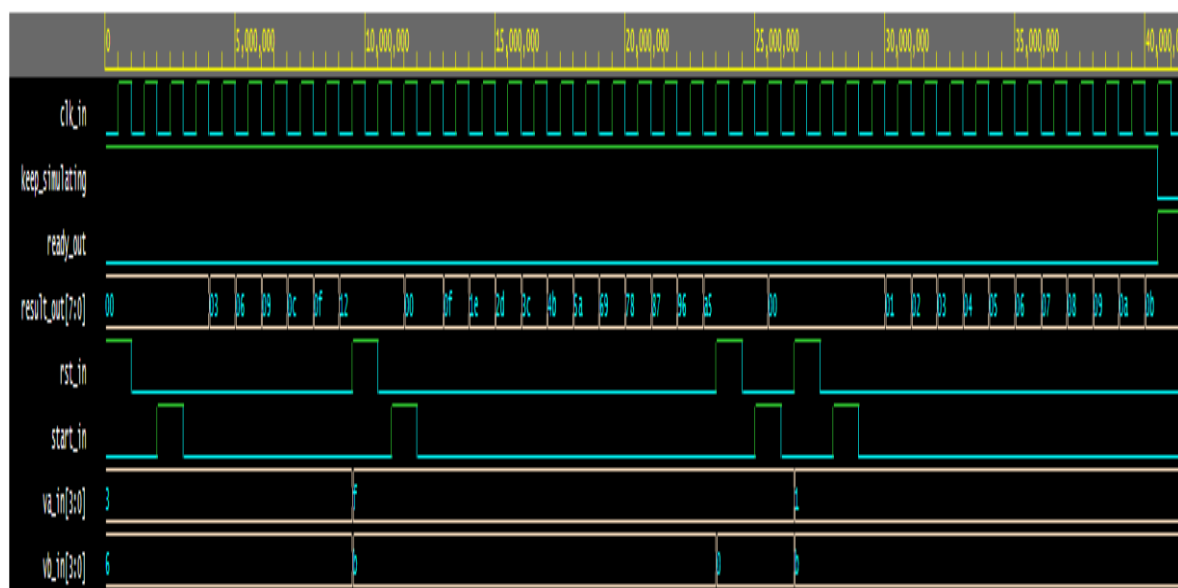 0 5,000,000 10,000,000 15,000,000 20,000,000 25,000,000 30,000,000 35,000,000 40,000,0
clk_in
keep_simulating
ready_out
result_out[7:0] 00 03 06 09 0c 0f 12 00 0f 1e 2d 3c 4b 5a 69 78 87 96 a5 00 01 02 03 04 05 06 07 08 09 0a 0b
rst_in
start_in
va_in[3:0] 3 f 1
vb_in[3:0] 6 b 0 b